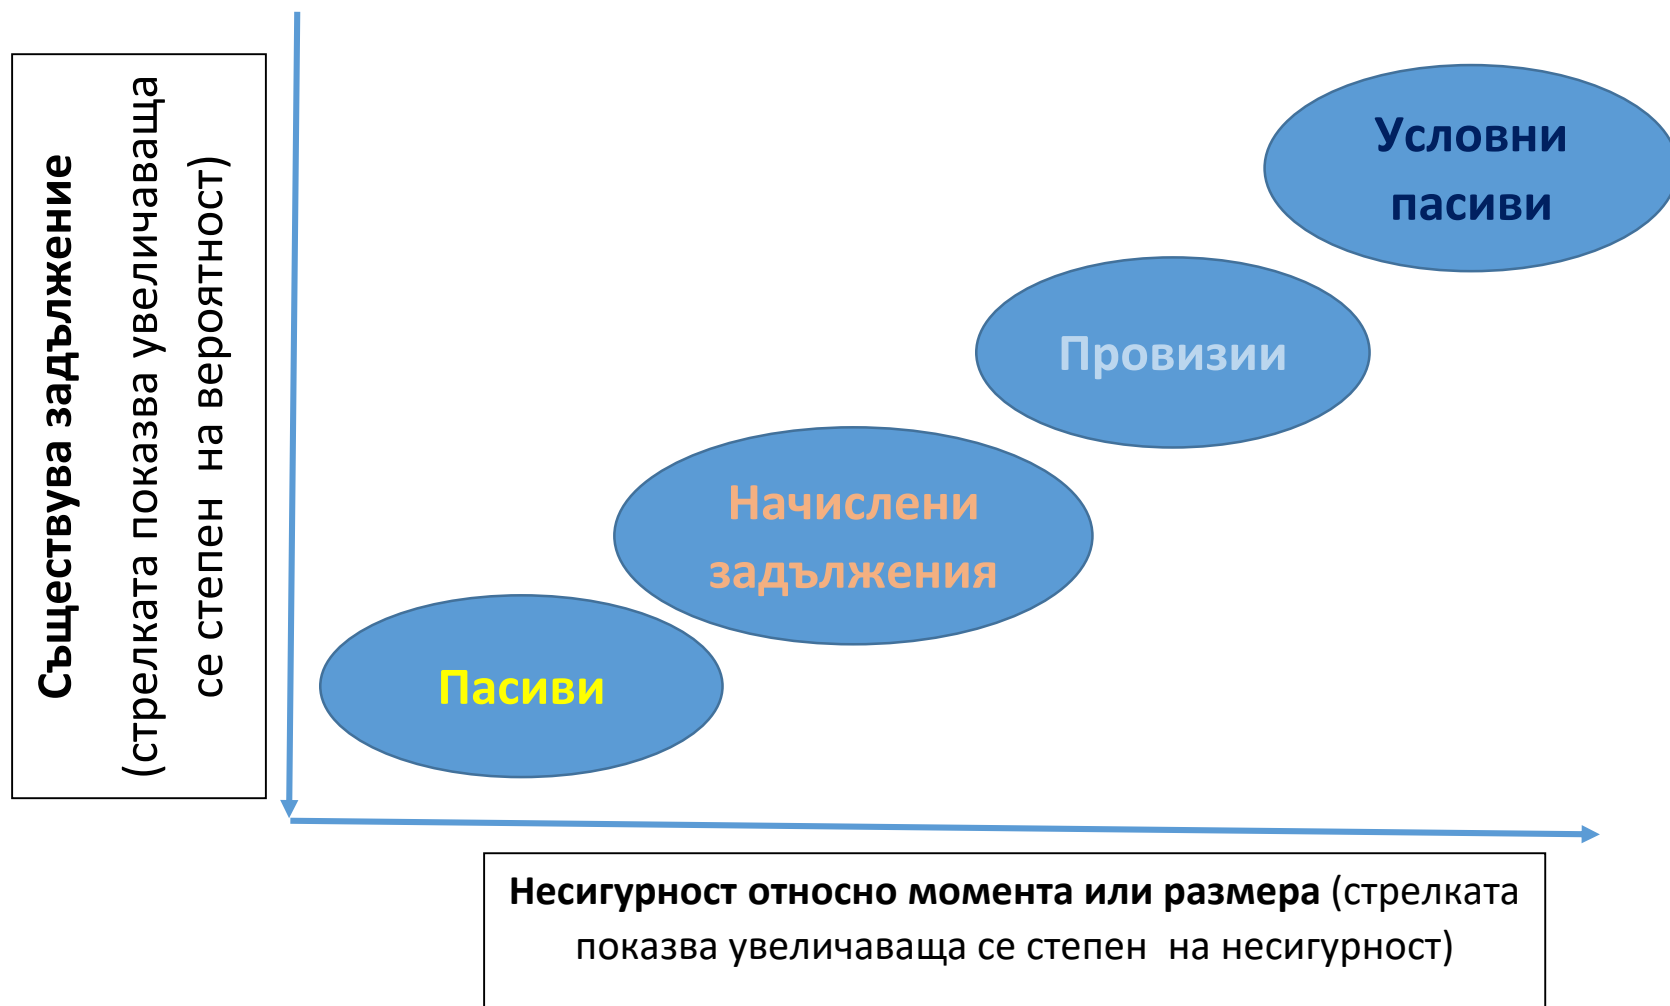 Съществува задължение
(стрелката показва увеличаваща
се степен на вероятност)
Условни
пасиви
Провизии
Начислени
задължения
Пасиви
Несигурност относно момента или размера (стрелката
показва увеличаваща се степен на несигурност)